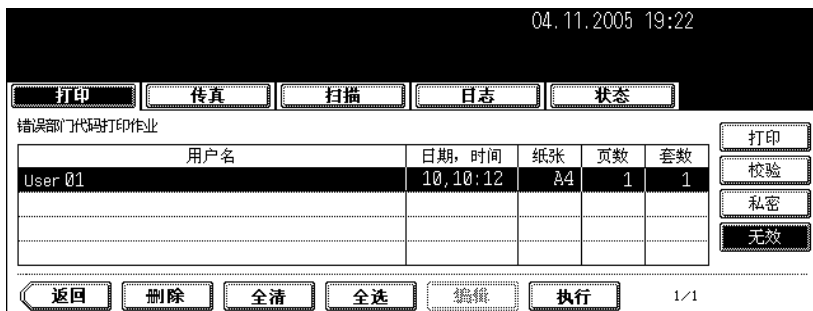 04.11.2005 19:22
打印 传真 扫描 日志 状态
错误部门代码打印作业
打印
用户名 日期，时间 纸张 页数 套数
校验
User 01 10,10:12 A4 1 1
私密
无效
返回 删除 全清 全选 编辑 执行 1/1